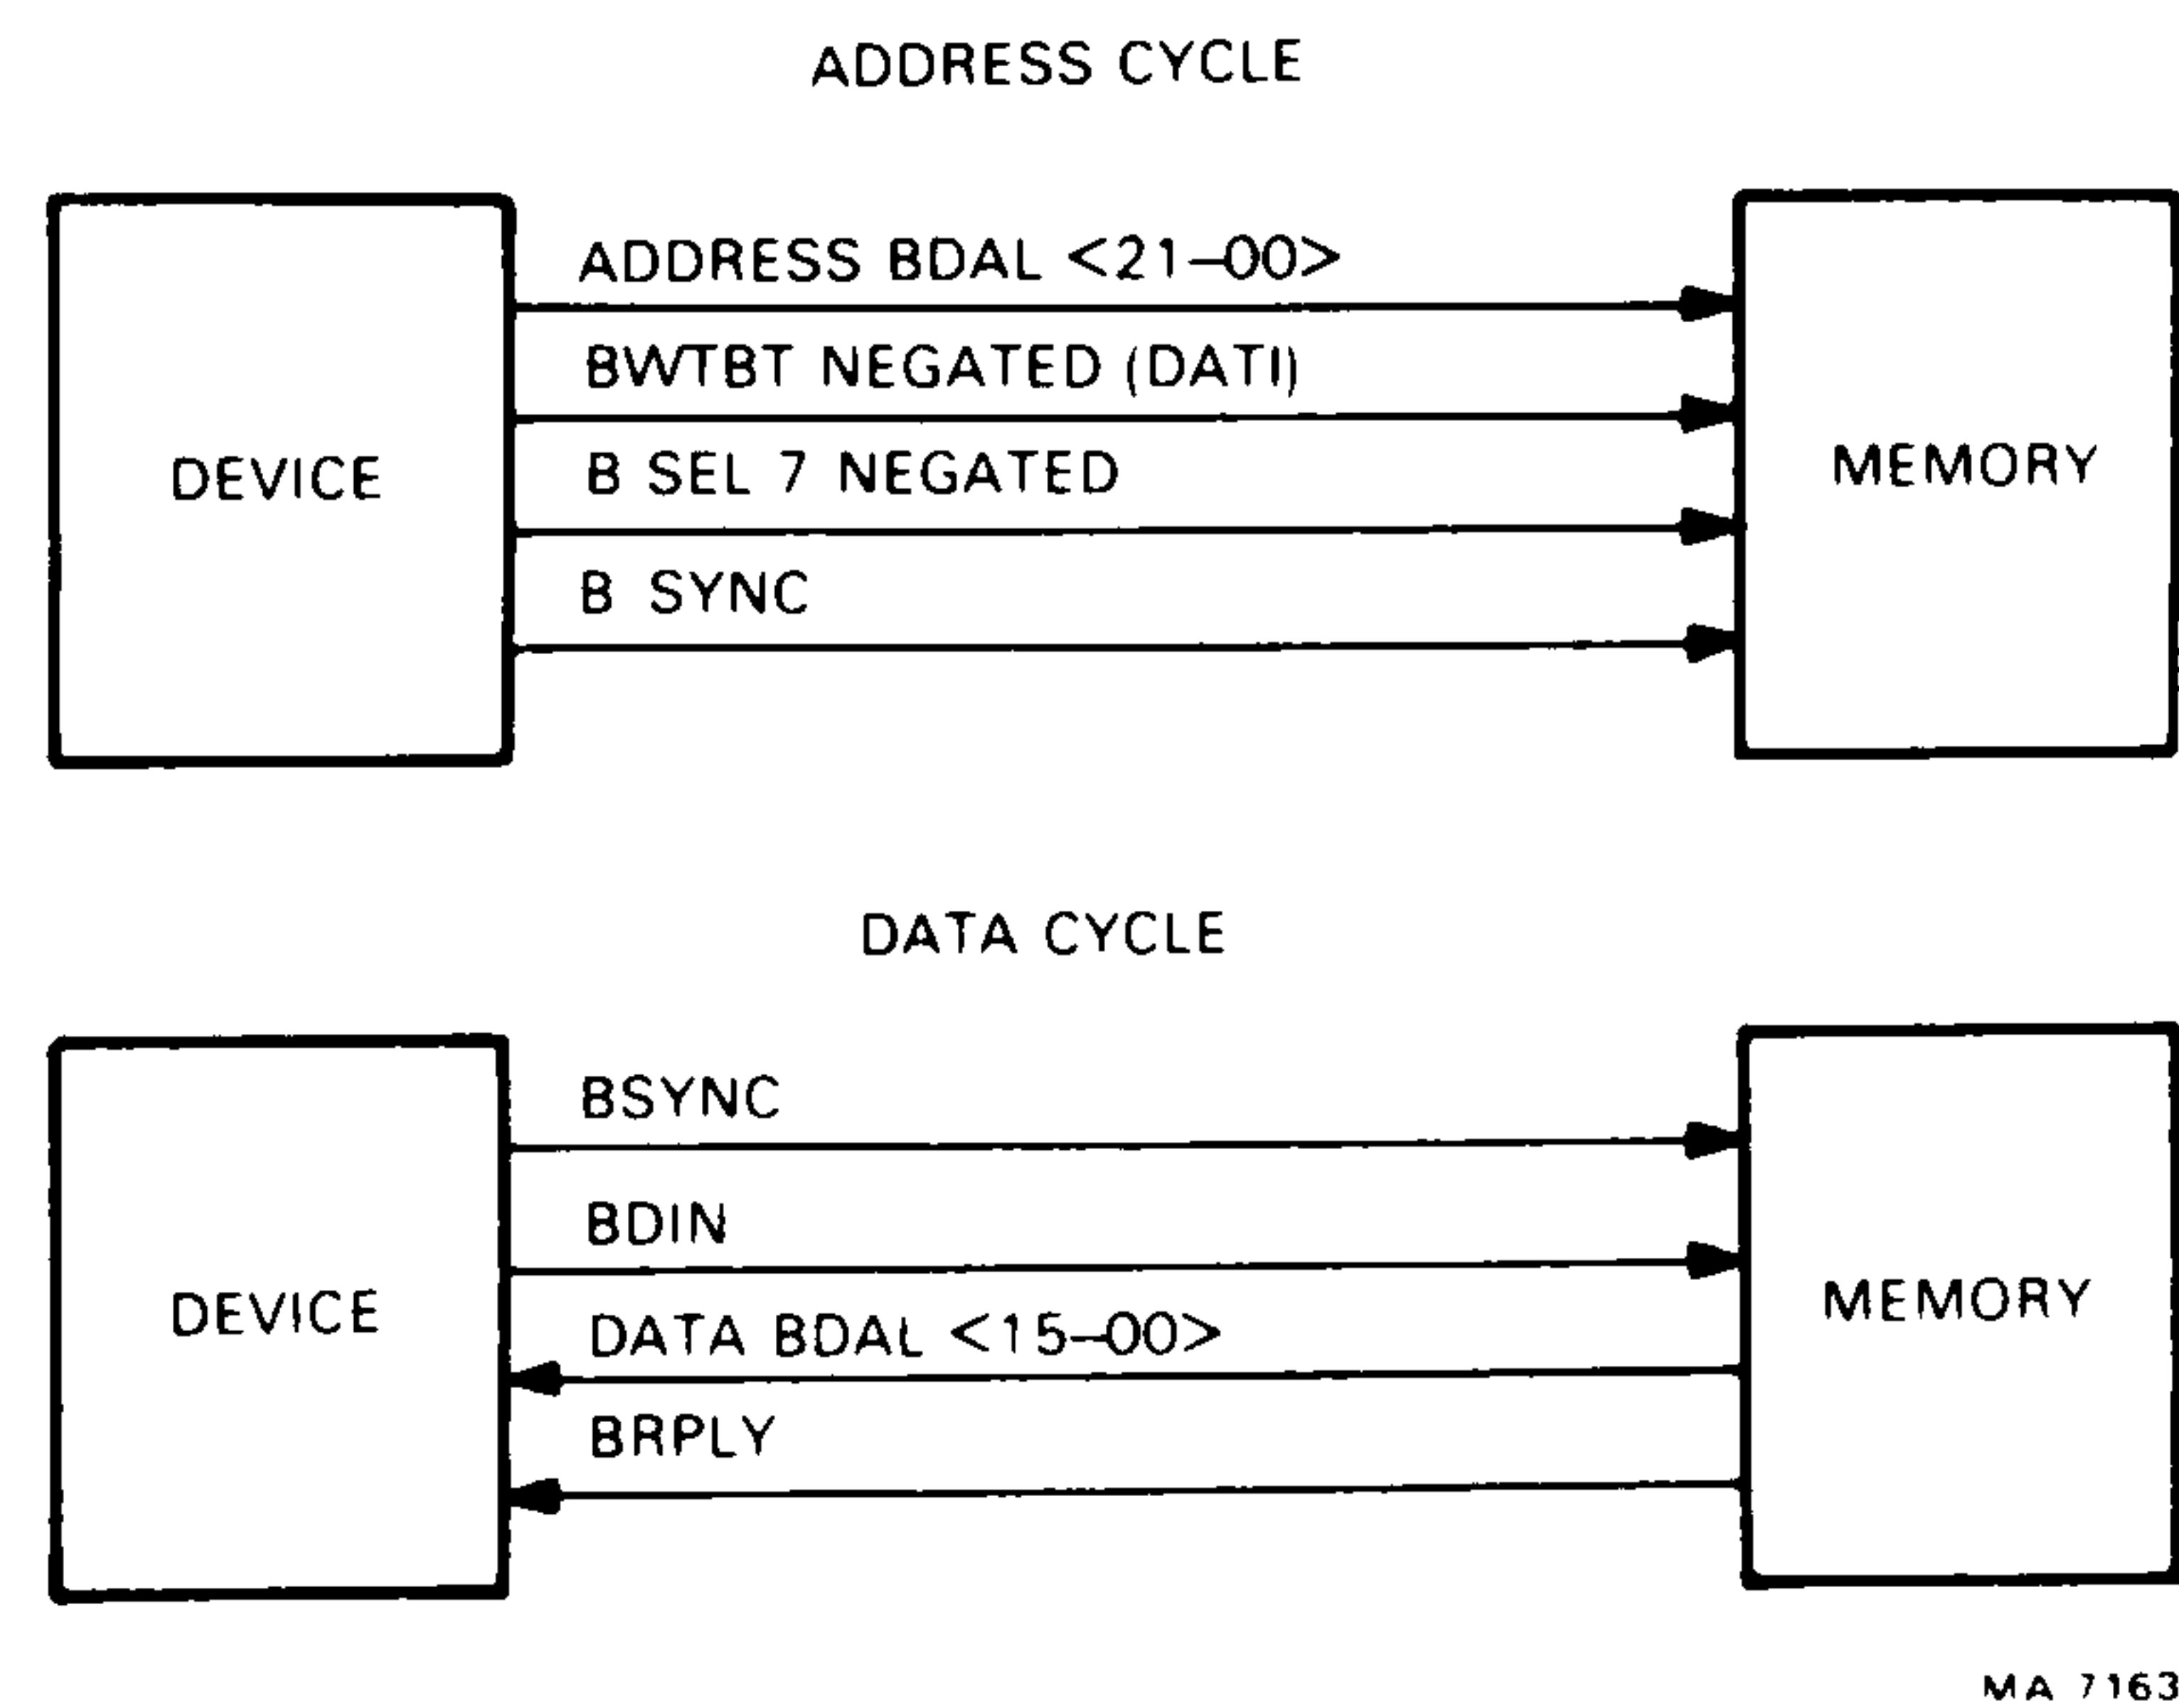 ADDRESS CYCLE
ADDRESS BDAL <21-00>
BWTBT NEGATED (DATI)
B SEL 7 NEGATED
B SYNC
DEVICE
MEMORY
DATA CYCLE
BSYNC
BDIN
DATA BDAL <15-00>
BRPLY
DEVICE
MEMORY
MA 7163